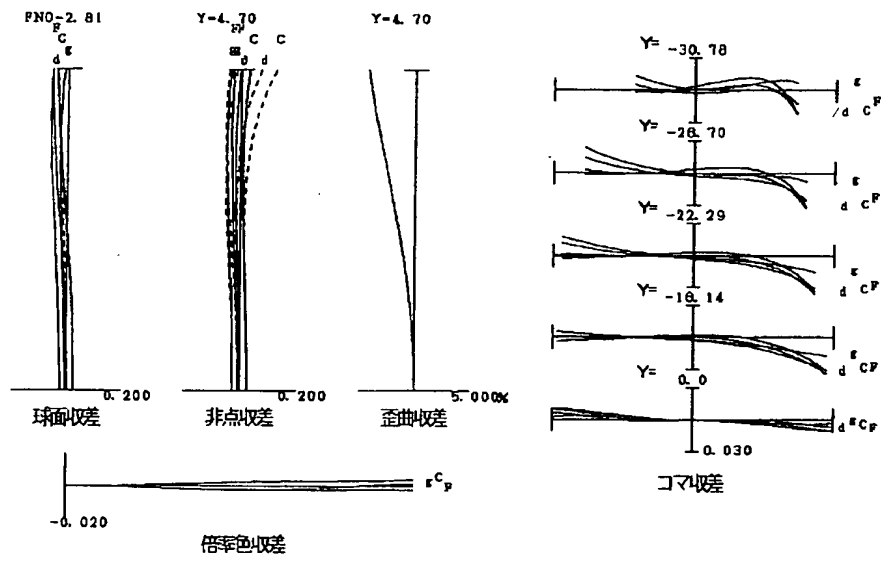 FNO-2. 81
F
C
g
d
球面収差
0. 200
Y-4. 70
FF
g
C
d
d
C
非点収差
0. 200
Y-4. 70
5. 000%
歪曲収差
-0. 020
g C F
倍率色収差
Y= -30. 78
g
d C F
Y= -26. 70
g
d C F
Y= -22. 29
g
d C F
Y= -16. 14
g
d C F
Y= 0. 0
d g C F
0. 030
コマ収差